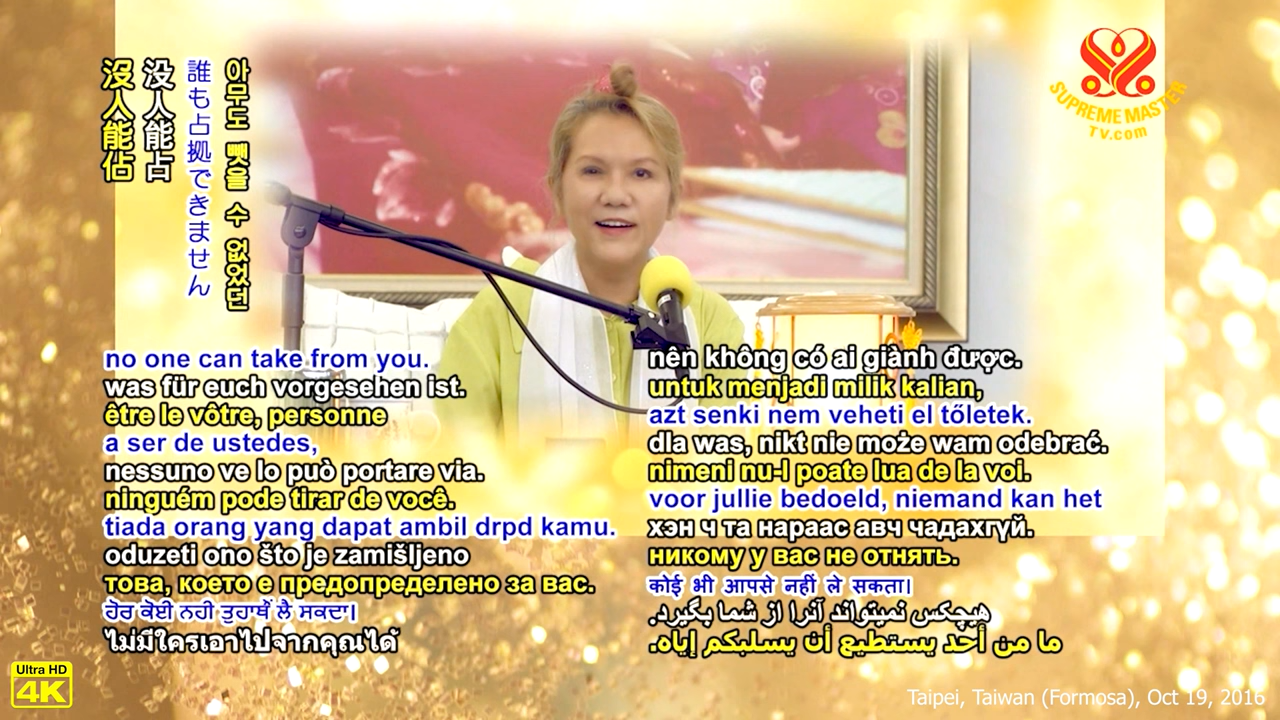 沒人能佔
没人能占
誰も占拠できません
아무도 뺏을 수 없었던
SUPREME MASTER
TV.com
no one can take from you.
was für euch vorgesehen ist.
être le vôtre, personne
a ser de ustedes,
nessuno ve lo può portare via.
ninguém pode tirar de você.
tiada orang yang dapat ambil drpd kamu.
oduzeti ono što je zamišljeno
това, което е предопределено за вас.
ਹੋਰ ਕੋਈ ਨਹੀ ਤੁਹਾਥੋਂ ਲੈ ਸਕਦਾ।
ไม่มีใครเอาไปจากคุณได้
nên không có ai giành được.
untuk menjadi milik kalian,
azt senki nem veheti el tőletek.
dla was, nikt nie może wam odebrać.
nimeni nu-l poate lua de la voi.
voor jullie bedoeld, niemand kan het
хэн ч та нараас авч чадахгүй.
никому у вас не отнять.
कोई भी आपसे नहीं ले सकता।
هیچکس نمیتواند آنرا از شما بگیرد.
ما من أحد يستطيع أن يسلبكم إياه.
Ultra HD
4K
Taipei, Taiwan (Formosa), Oct 19, 2016